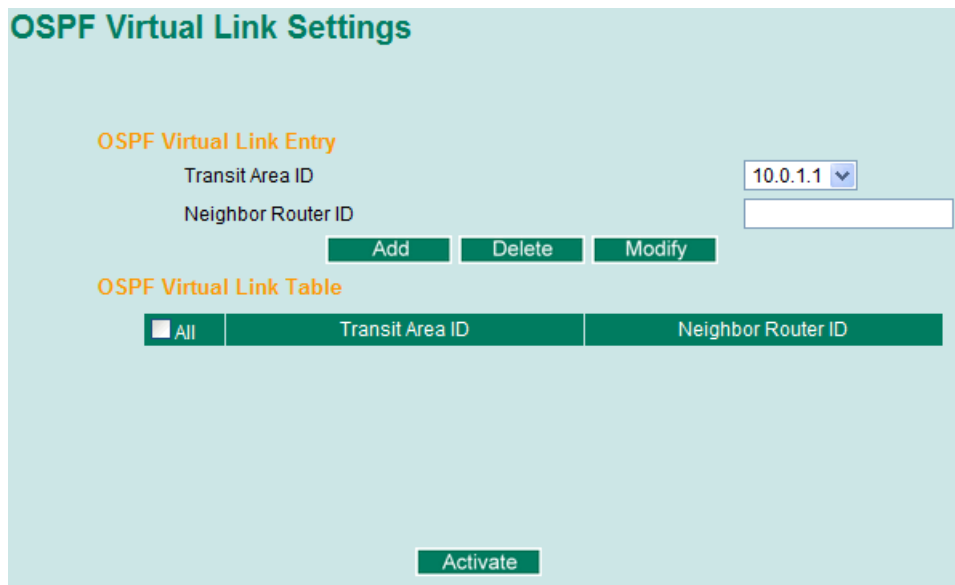 OSPF Virtual Link Settings
OSPF Virtual Link Entry
Transit Area ID 10.0.1.1
Neighbor Router ID
Add Delete Modify
OSPF Virtual Link Table
All Transit Area ID Neighbor Router ID
Activate